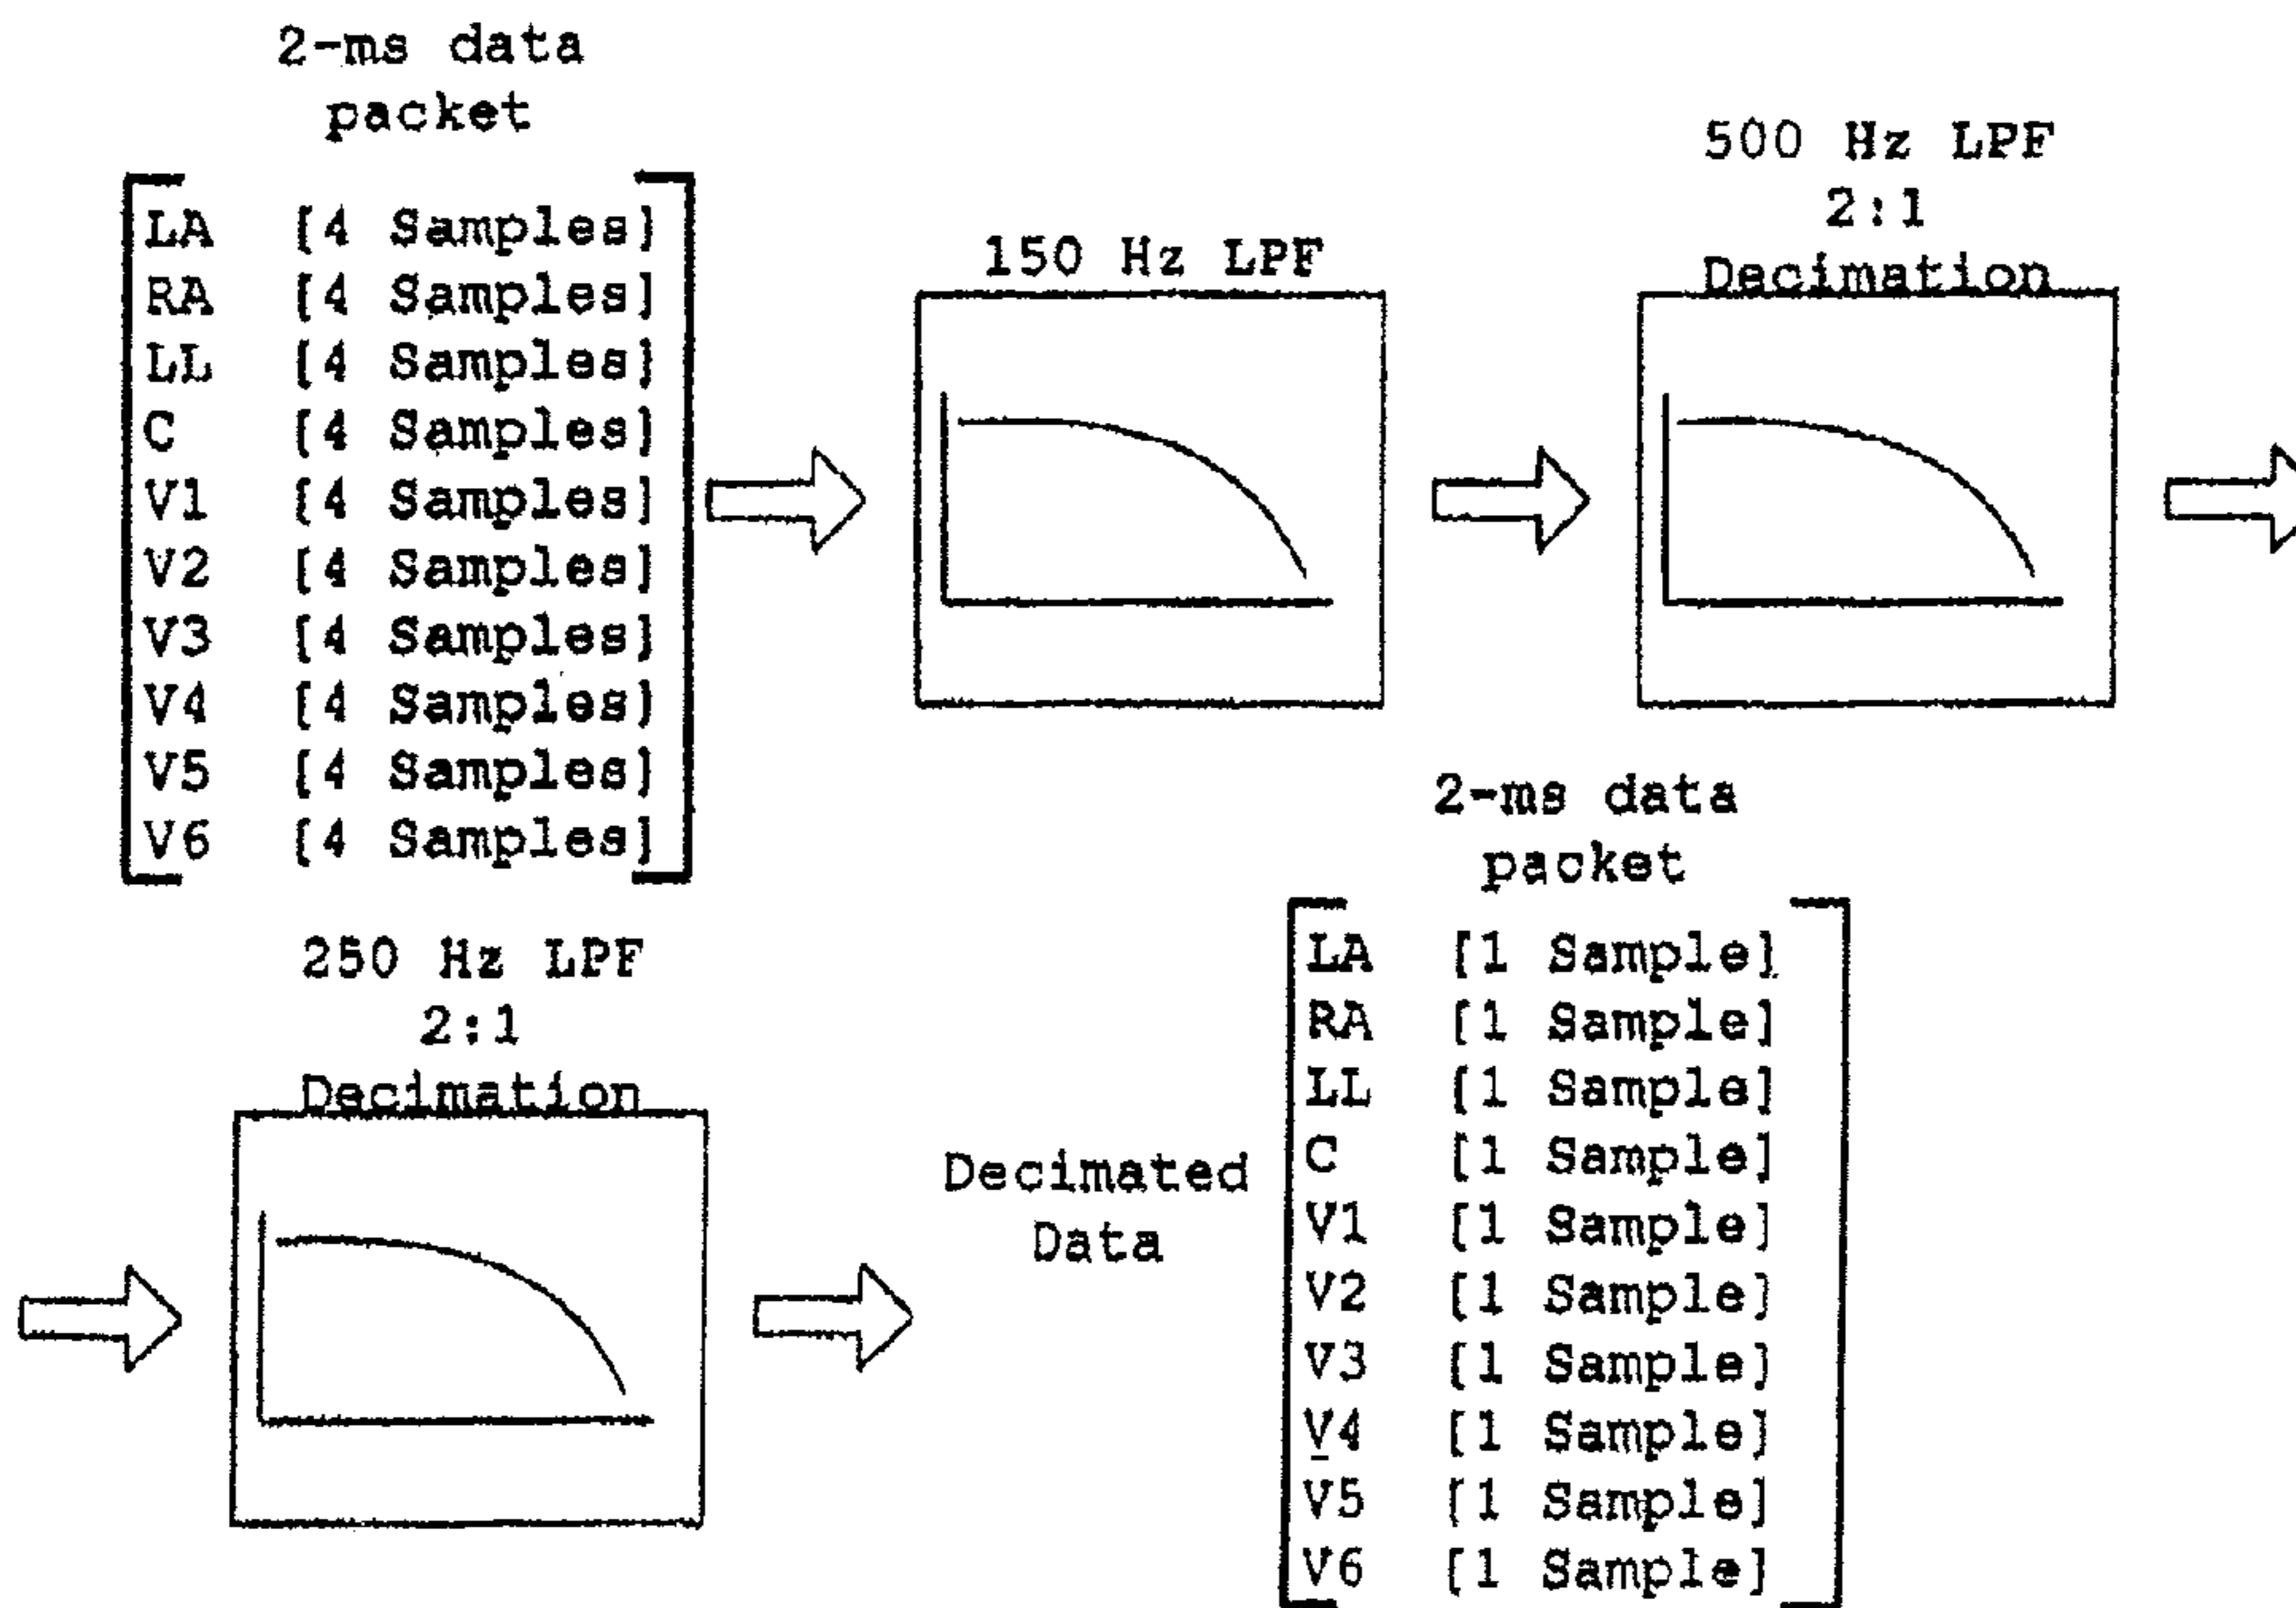 2-ms data
packet
LA [4 Samples]
RA [4 Samples]
LL [4 Samples]
C [4 Samples]
V1 [4 Samples]
V2 [4 Samples]
V3 [4 Samples]
V4 [4 Samples]
V5 [4 Samples]
V6 [4 Samples]
150 Hz LPF
500 Hz LPF
2:1
Decimation
250 Hz LPF
2:1
Decimation
Decimated
Data
2-ms data
packet
LA [1 Sample]
RA [1 Sample]
LL [1 Sample]
C [1 Sample]
V1 [1 Sample]
V2 [1 Sample]
V3 [1 Sample]
V4 [1 Sample]
V5 [1 Sample]
V6 [1 Sample]